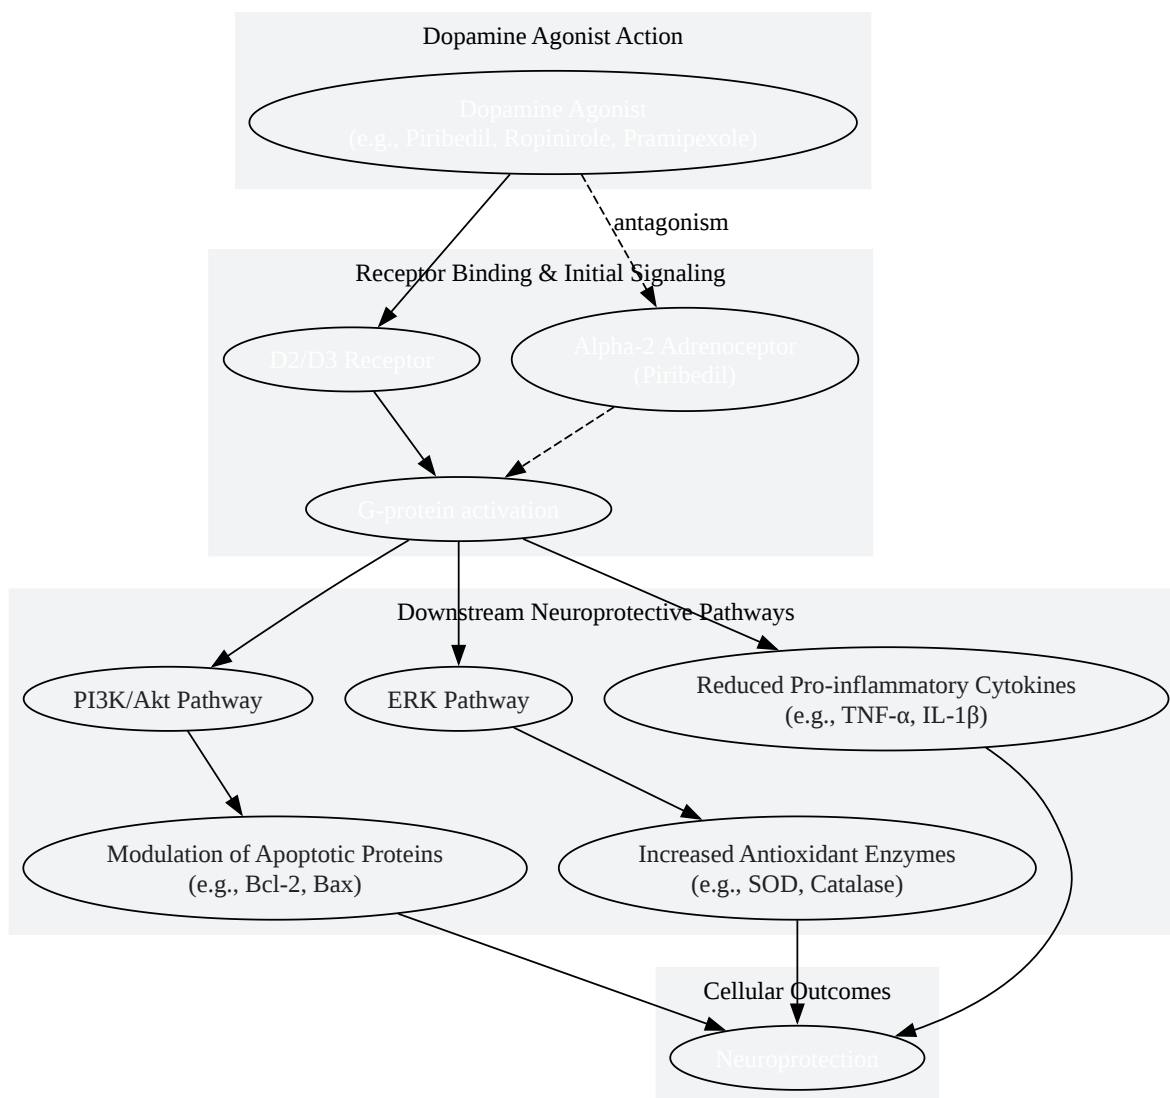 Dopamine Agonist Action
Dopamine Agonist
(e.g., Piribedil, Ropinirole, Pramipexole)
antagonism
Receptor Binding & Initial Signaling
D2/D3 Receptor
Alpha-2 Adrenoceptor
(Piribedil)
G-protein activation
Downstream Neuroprotective Pathways
PI3K/Akt Pathway
ERK Pathway
Reduced Pro-inflammatory Cytokines
(e.g., TNF-α, IL-1β)
Modulation of Apoptotic Proteins
(e.g., Bcl-2, Bax)
Increased Antioxidant Enzymes
(e.g., SOD, Catalase)
Cellular Outcomes
Neuroprotection